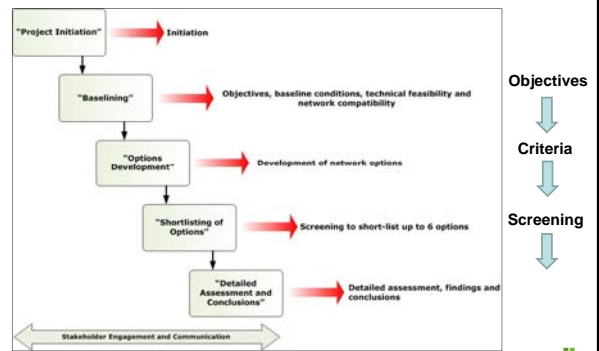 "Project Initiation"
Initiation
"Baselining"
Objectives, baseline conditions, technical feasibility and
network compatibility
"Options
Development"
Development of network options
"Shortlisting of
Options"
Screening to short-list up to 6 options
"Detailed
Assessment and
Conclusions"
Detailed assessment, findings and
conclusions
Stakeholder Engagement and Communication
Objectives
Criteria
Screening